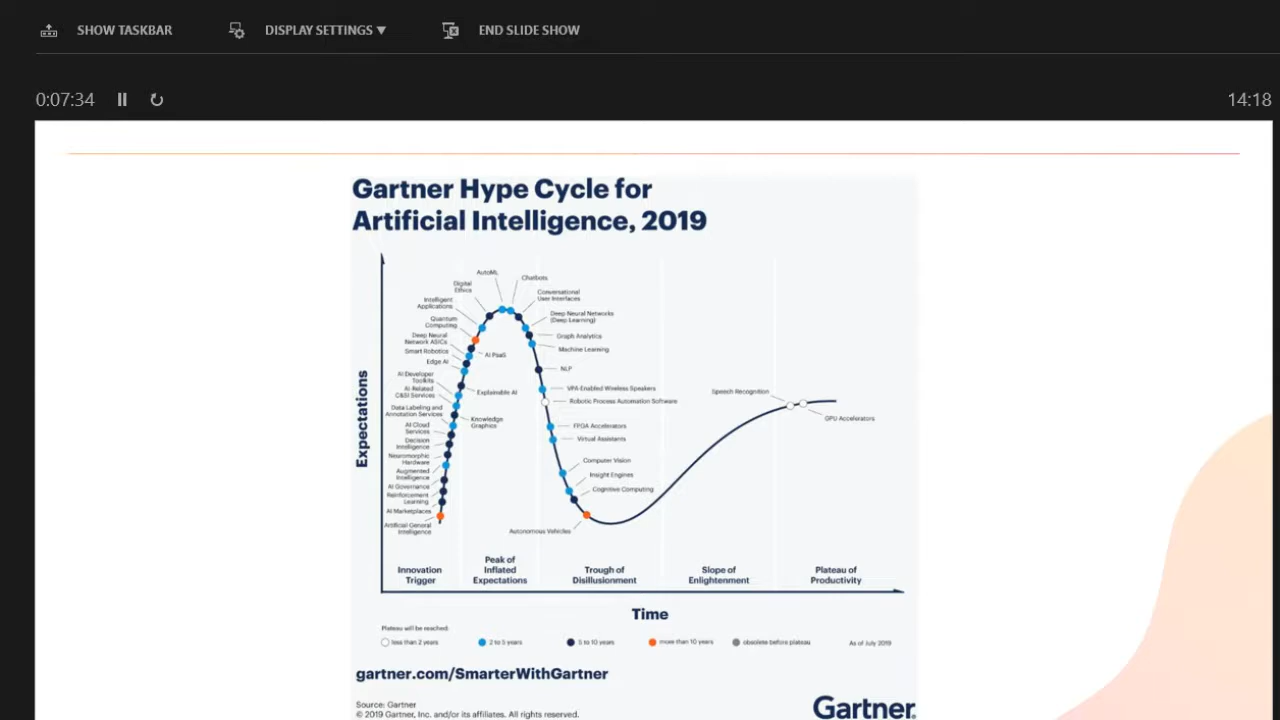 SHOW TASKBAR
DISPLAY SETTINGS ▼
END SLIDE SHOW
0:07:34
14:18
Gartner Hype Cycle for
Artificial Intelligence, 2019
Expectations
AutoML
Chatbots
Digital
Ethics
Conversational
User Interfaces
Intelligent
Applications
Deep Neural Networks
(Deep Learning)
Quantum
Computing
Graph Analytics
Deep Neural
Network ASICs
Machine Learning
Smart Robotics
AI PaaS
Edge AI
NLP
AI Developer
Toolkits
VPA-Enabled Wireless Speakers
AI Related
C&SI Services
Explainable AI
Robotic Process Automation Software
Speech Recognition
Data Labeling and
Annotation Services
Knowledge
Graphics
GPU Accelerators
AI Cloud
Services
FPGA Accelerators
Decision
Intelligence
Virtual Assistants
Neuromorphic
Hardware
Computer Vision
Augmented
Intelligence
Insight Engines
AI Governance
Cognitive Computing
Reinforcement
Learning
AI Marketplaces
Artificial General
Intelligence
Autonomous Vehicles
Innovation
Trigger
Peak of
Inflated
Expectations
Trough of
Disillusionment
Slope of
Enlightenment
Plateau of
Productivity
Time
Plateau will be reached:
less than 2 years
2 to 5 years
5 to 10 years
more than 10 years
obsolete before plateau
As of July 2019
gartner.com/SmarterWithGartner
Source: Gartner
© 2019 Gartner, Inc. and/or its affiliates. All rights reserved.
Gartner.